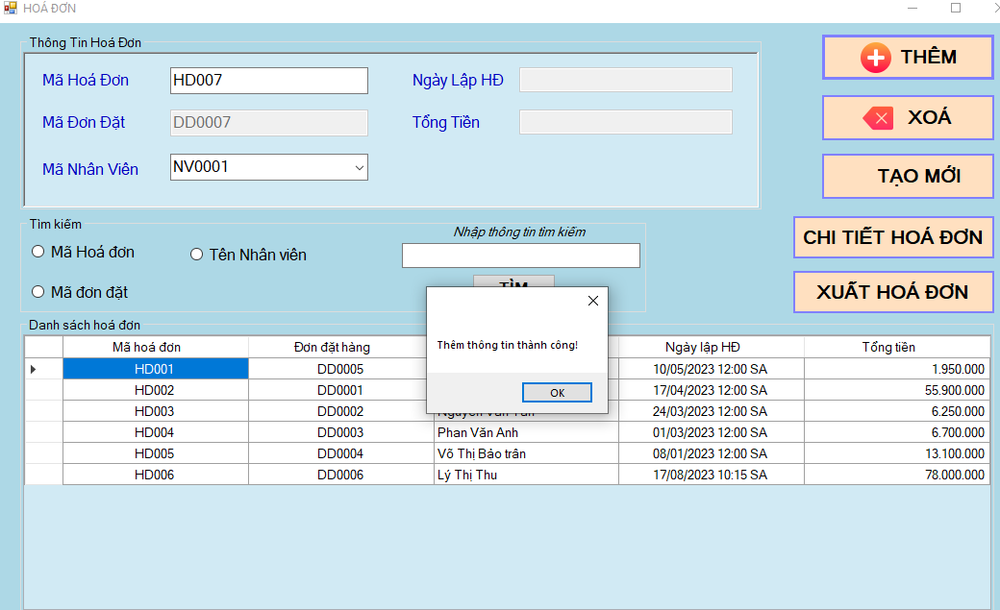 HOÁ ĐƠN
Thông Tin Hoá Đơn
Mã Hoá Đơn HD007 Ngày Lập HĐ
Mã Đơn Đặt DD0007 Tổng Tiền
Mã Nhân Viên NV0001
THÊM
XOÁ
TẠO MỚI
CHI TIẾT HOÁ ĐƠN
XUẤT HOÁ ĐƠN
Tìm kiếm
Nhập thông tin tìm kiếm
Mã Hoá đơn Tên Nhân viên
Mã đơn đặt
TÌM
Thêm thông tin thành công!
OK
Danh sách hoá đơn
Mã hoá đơn Đơn đặt hàng Ngày lập HĐ Tổng tiền
HD001 DD0005 10/05/2023 12:00 SA 1.950.000
HD002 DD0001 17/04/2023 12:00 SA 55.900.000
HD003 DD0002 24/03/2023 12:00 SA 6.250.000
HD004 DD0003 Phan Văn Anh 01/03/2023 12:00 SA 6.700.000
HD005 DD0004 Võ Thị Bảo trân 08/01/2023 12:00 SA 13.100.000
HD006 DD0006 Lý Thị Thu 17/08/2023 10:15 SA 78.000.000